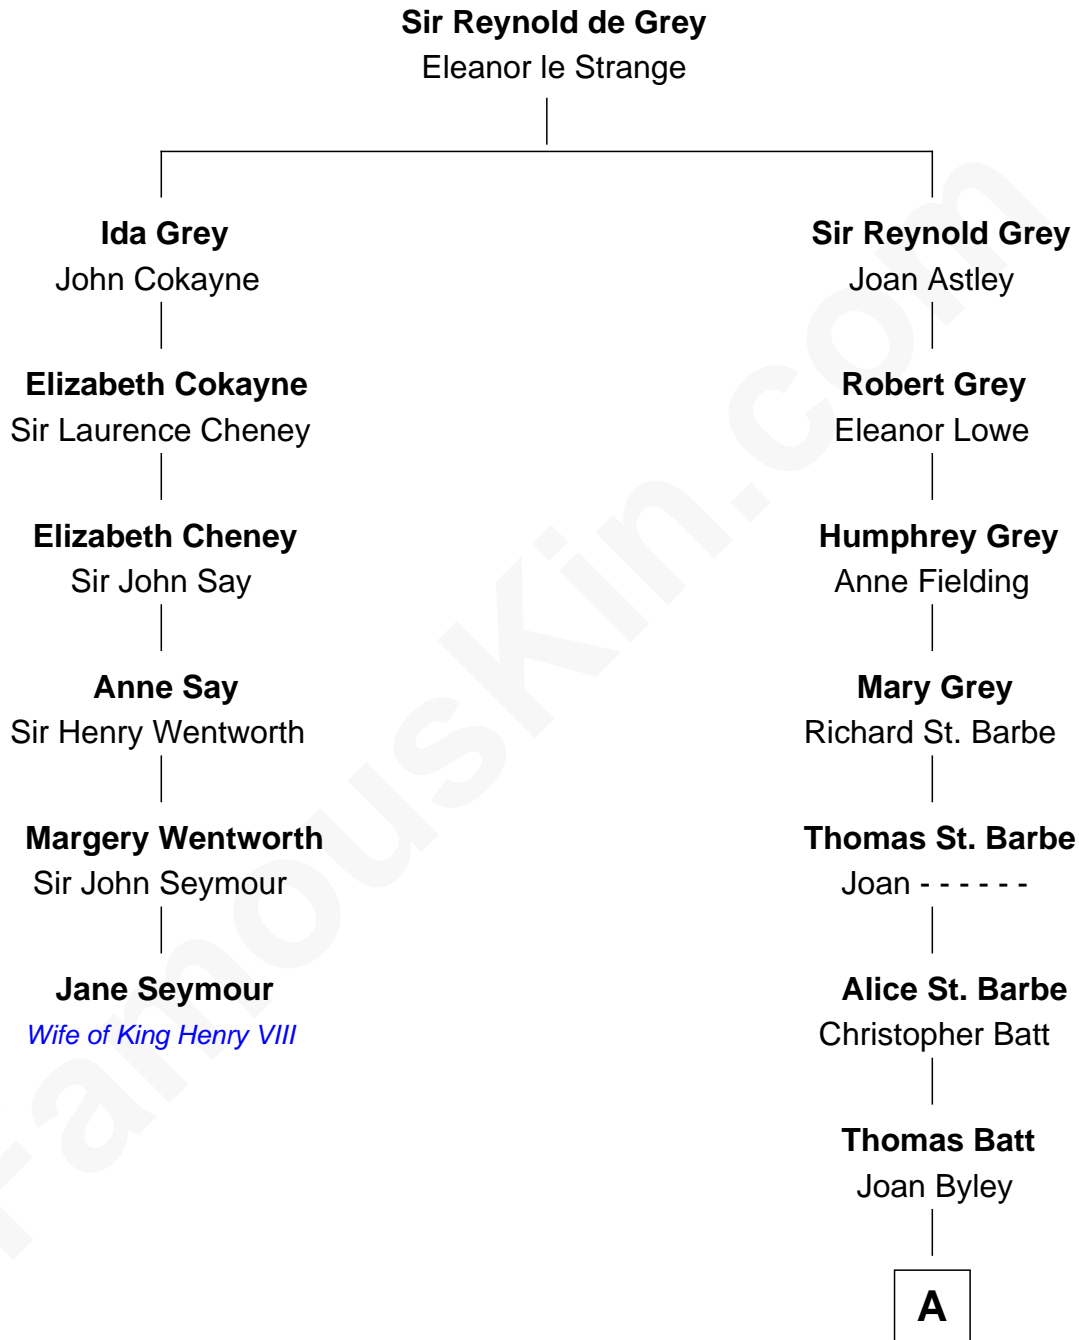 Sir Reynold de Grey
Eleanor le Strange
Ida Grey
John Cokayne
Elizabeth Cokayne
Sir Laurence Cheney
Elizabeth Cheney
Sir John Say
Anne Say
Sir Henry Wentworth
Margery Wentworth
Sir John Seymour
Jane Seymour
Wife of King Henry VIII
Sir Reynold Grey
Joan Astley
Robert Grey
Eleanor Lowe
Humphrey Grey
Anne Fielding
Mary Grey
Richard St. Barbe
Thomas St. Barbe
Joan - - - - - -
Alice St. Barbe
Christopher Batt
Thomas Batt
Joan Byley
A
FamousKin.com